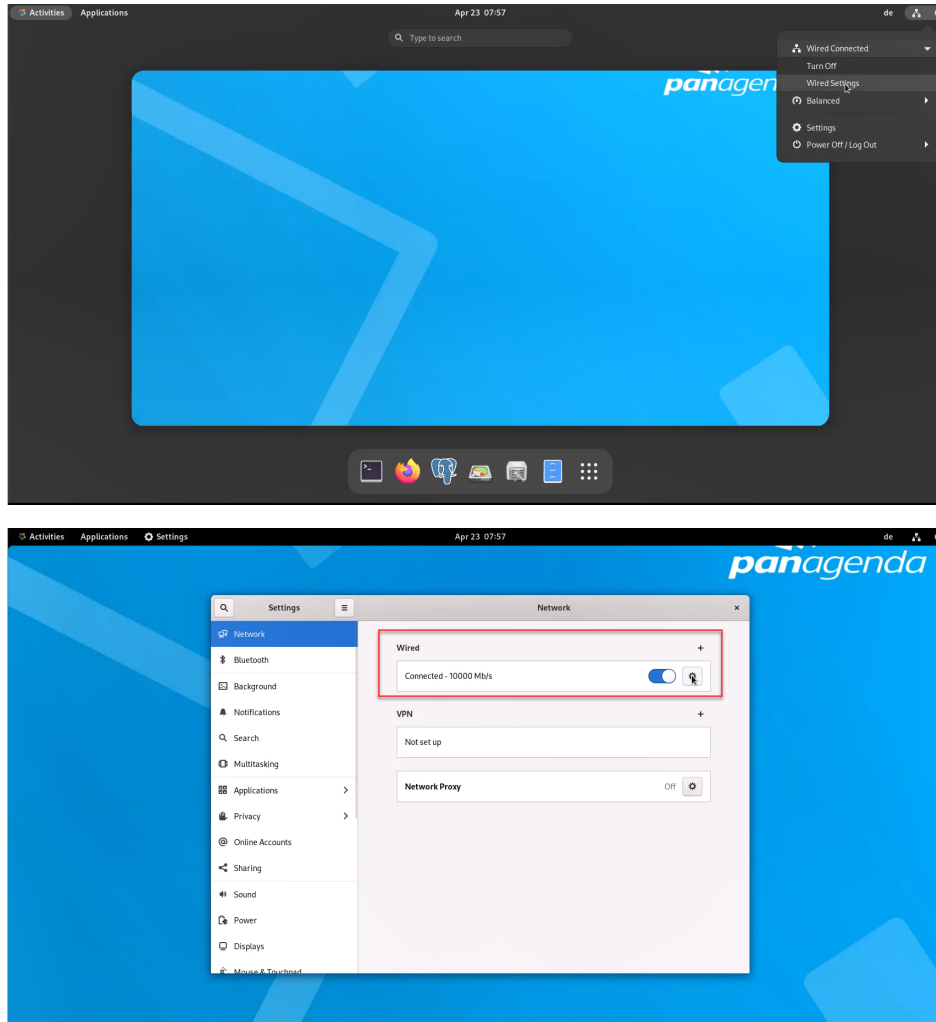 Activities Applications Apr 23 07:57 de
Type to search
panagen
Wired Connected
Turn Off
Wired Settings
Balanced
Settings
Power Off / Log Out
Activities Applications Settings Apr 23 07:57 de
panagenda
Settings Network
Network
Bluetooth
Background
Notifications
Search
Multitasking
Applications
Privacy
Online Accounts
Sharing
Sound
Power
Displays
Mouse & Touchpad
Wired
Connected - 10000 Mb/s
VPN
Not set up
Network Proxy Off